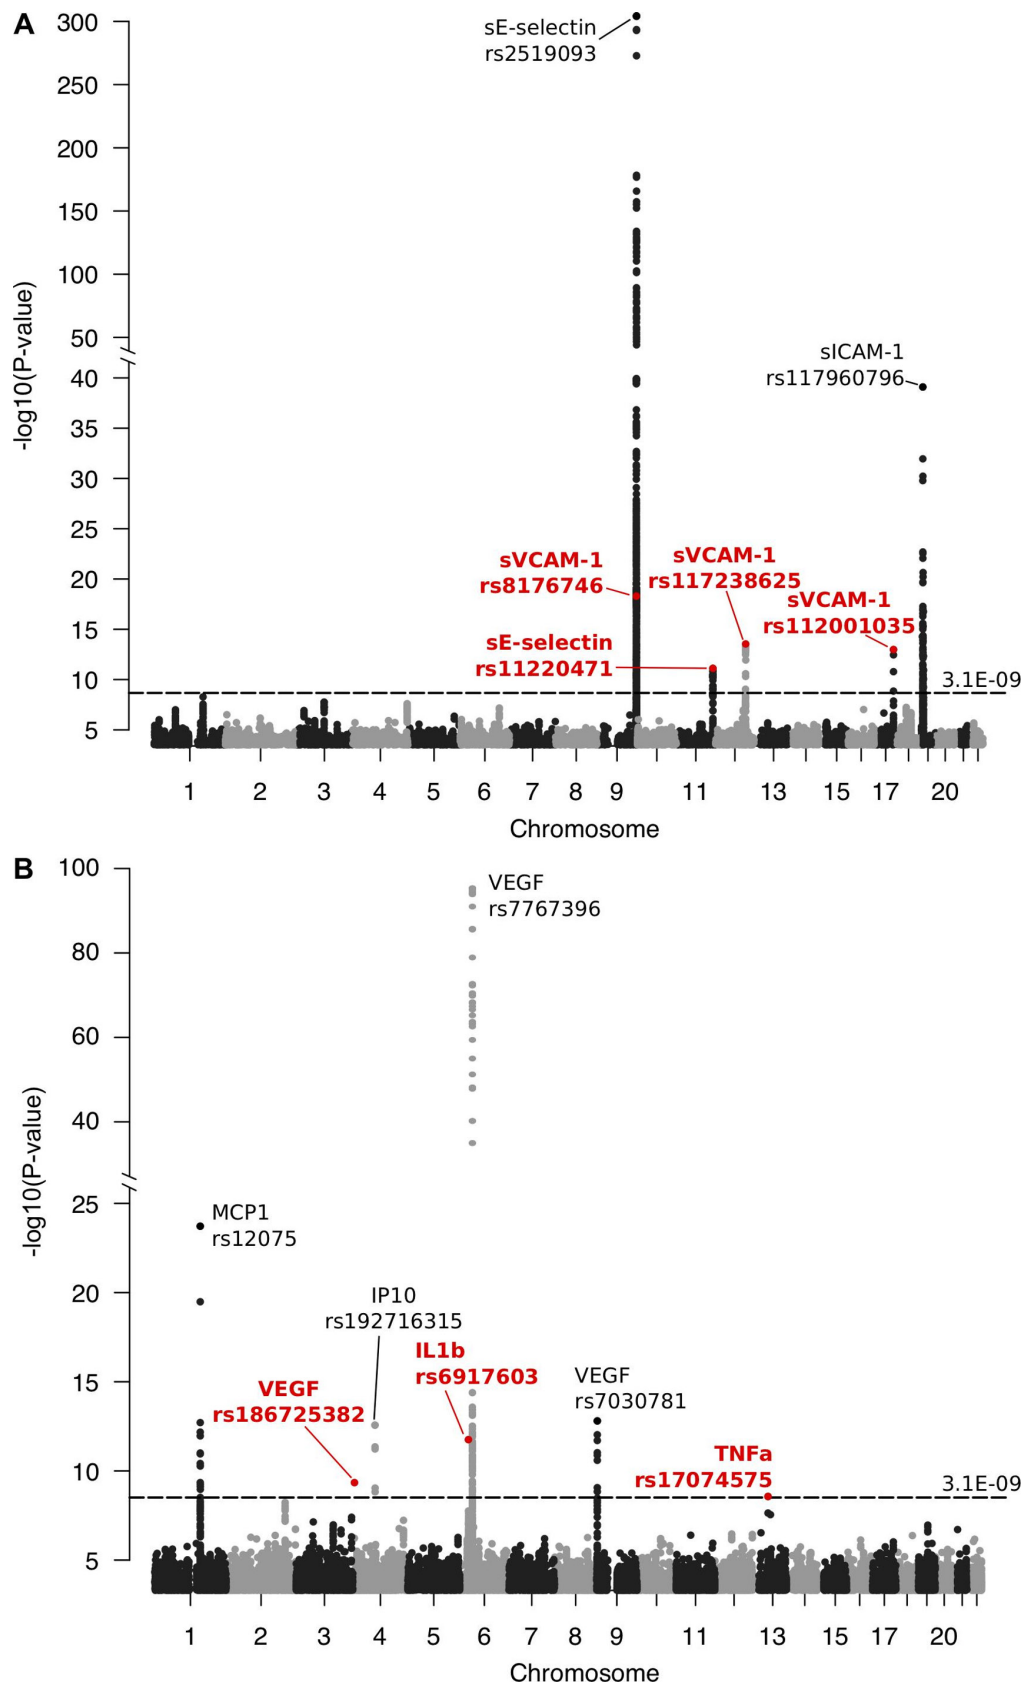 A
300
250
200
150
100
50
40
35
30
25
20
15
10
5
-log10(P-value)
sE-selectin
rs2519093
sICAM-1
rs117960796
sVCAM-1
rs8176746
sVCAM-1
rs117238625
sVCAM-1
rs112001035
sE-selectin
rs11220471
3.1E-09
1 2 3 4 5 6 7 8 9 11 13 15 17 20
Chromosome
B
100
80
60
40
25
20
15
10
5
-log10(P-value)
VEGF
rs7767396
MCP1
rs12075
IP10
rs192716315
IL1b
rs6917603
VEGF
rs186725382
VEGF
rs7030781
TNFa
rs17074575
3.1E-09
1 2 3 4 5 6 7 8 9 11 13 15 17 20
Chromosome